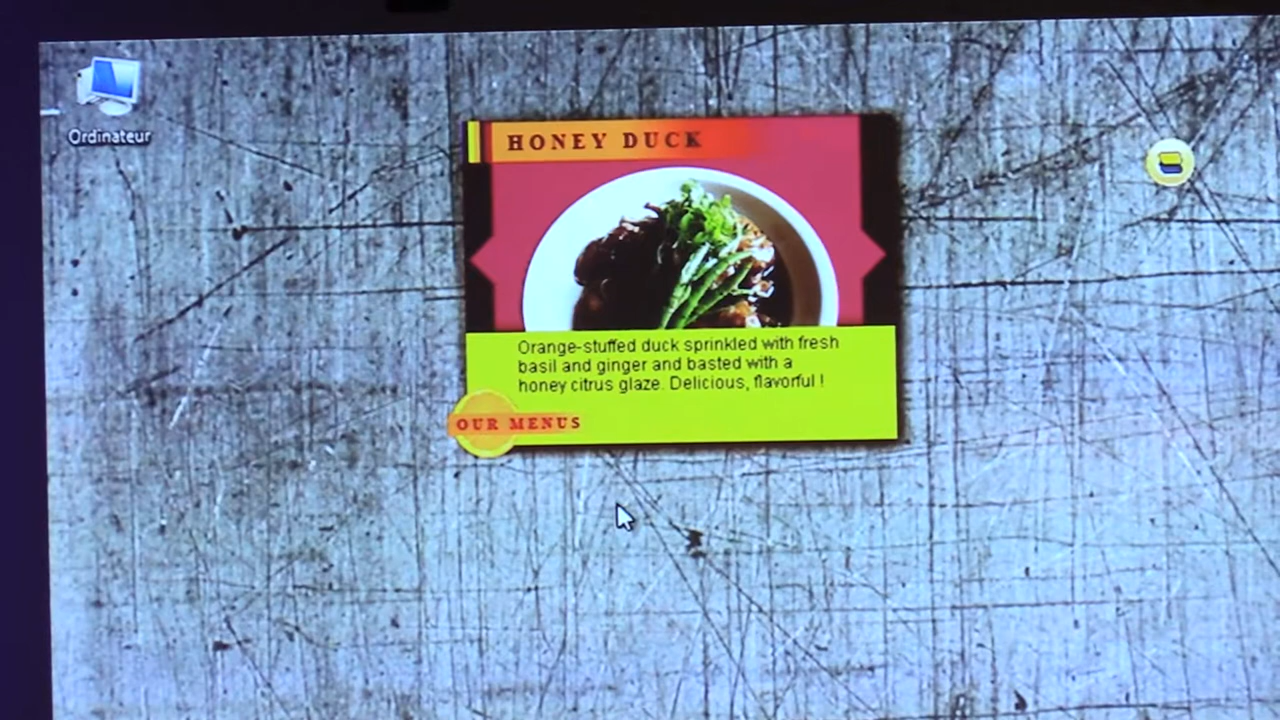 Ordinateur
HONEY DUCK
Orange-stuffed duck sprinkled with fresh
basil and ginger and basted with a
honey citrus glaze. Delicious, flavorful !
OUR MENUS